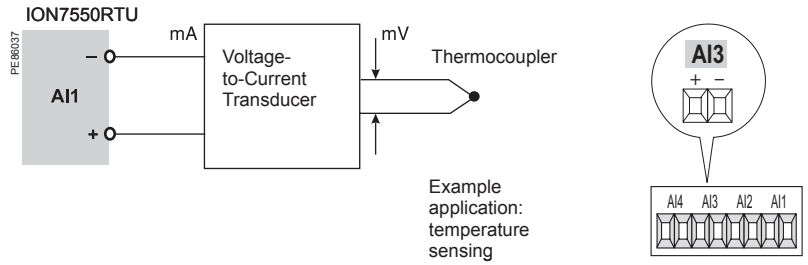 ION7550RTU
PE86037
AI1
−
+
mA
Voltage-
to-Current
Transducer
mV
Thermocoupler
Example
application:
temperature
sensing
AI3
+ −
AI4 AI3 AI2 AI1